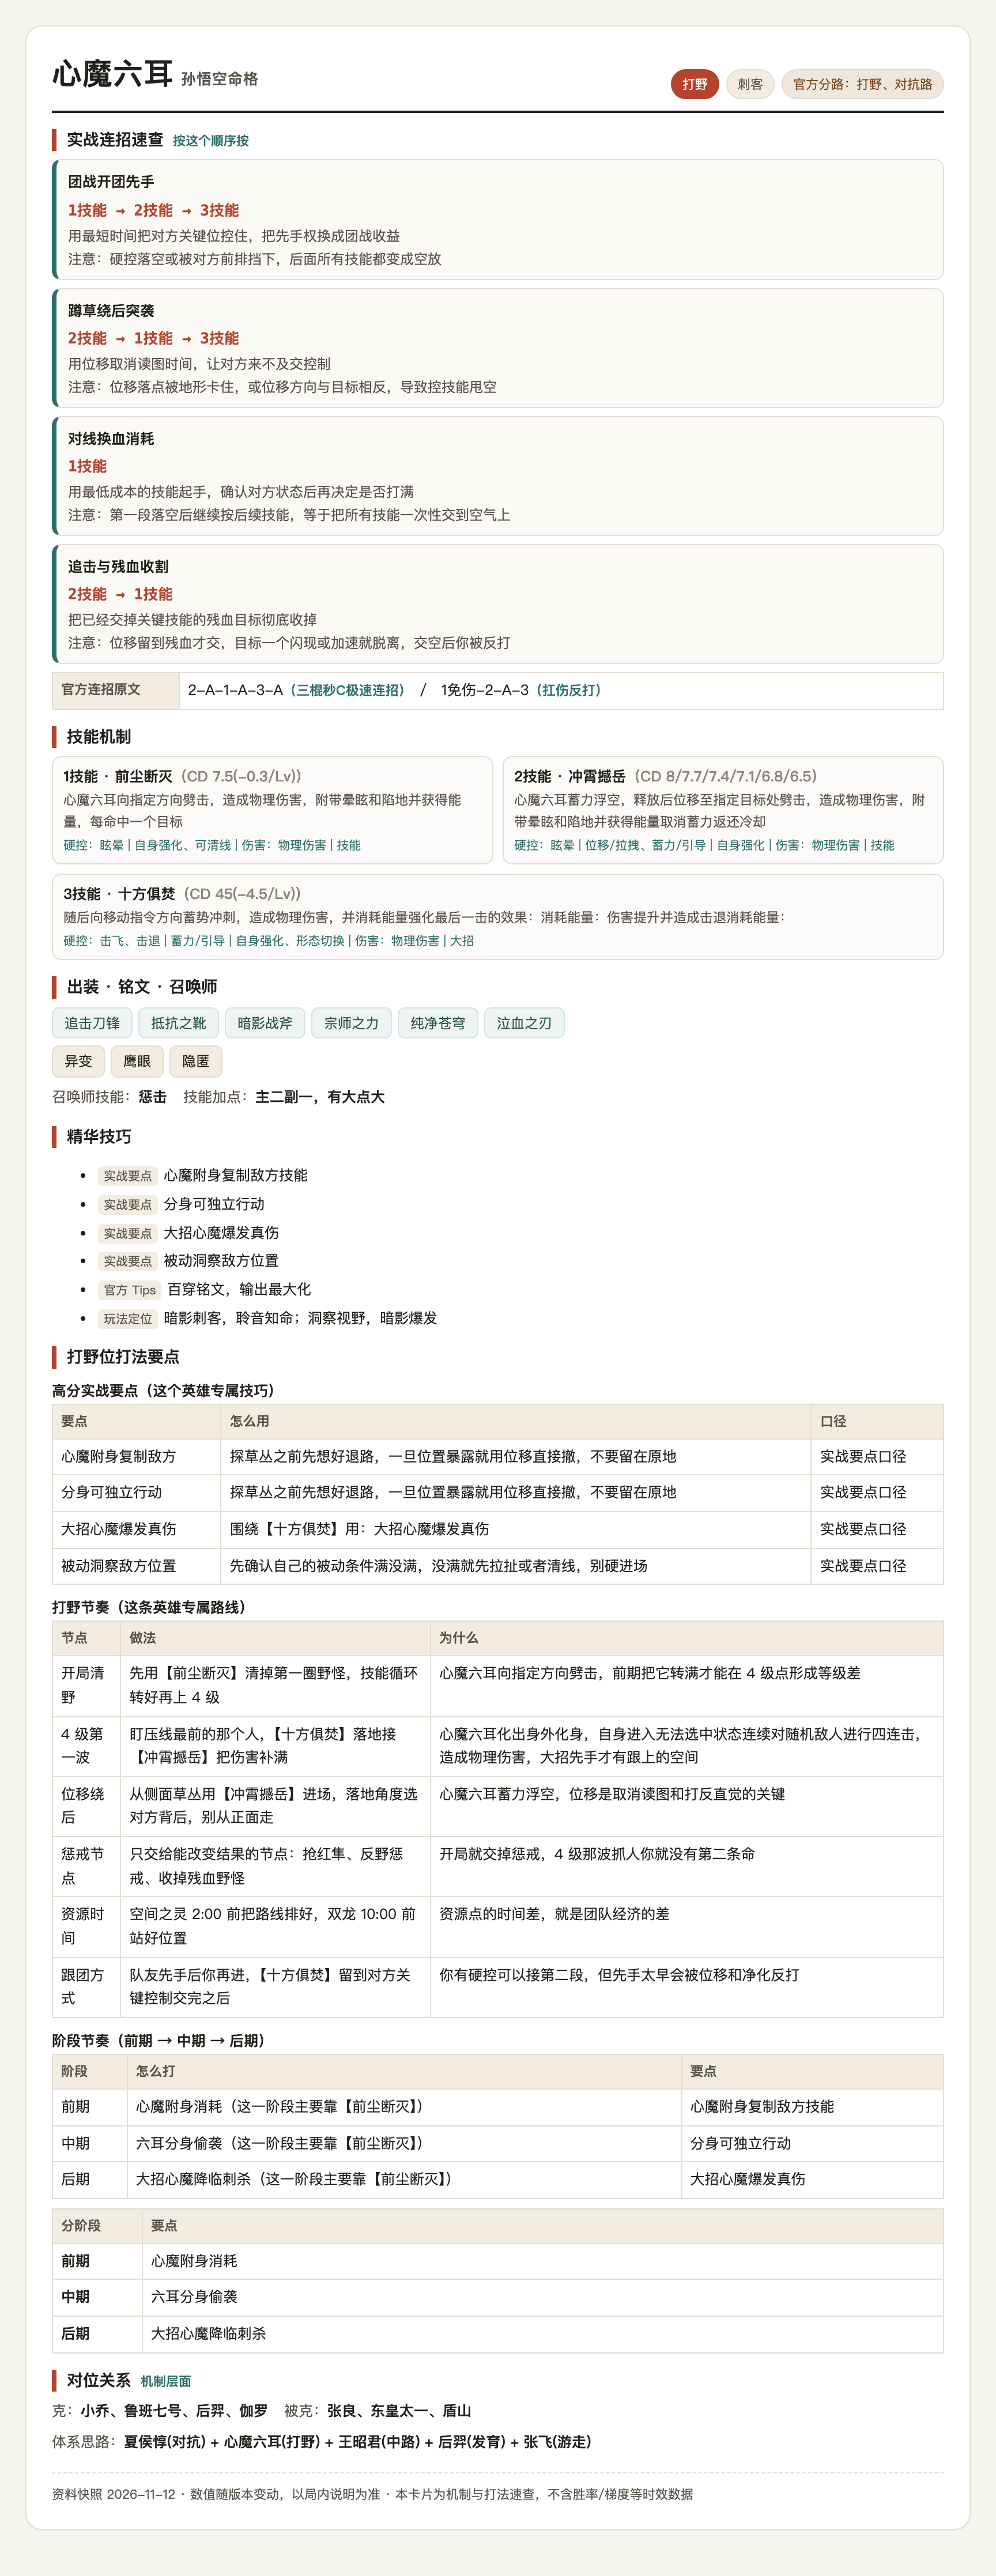 心魔六耳 孙悟空命格
打野 刺客 官方分路：打野、对抗路
实战连招速查 按这个顺序按
团战开团先手
1技能 → 2技能 → 3技能
用最短时间把对方关键位控住，把先手权换成团战收益
注意：硬控落空或被对方前排挡下，后面所有技能都变成空放
蹲草绕后突袭
2技能 → 1技能 → 3技能
用位移取消读图时间，让对方来不及交控制
注意：位移落点被地形卡住，或位移方向与目标相反，导致控技能甩空
对线换血消耗
1技能
用最低成本的技能起手，确认对方状态后再决定是否打满
注意：第一段落空后继续按后续技能，等于把所有技能一次性交到空气上
追击与残血收割
2技能 → 1技能
把已经交掉关键技能的残血目标彻底收掉
注意：位移留到残血才交，目标一个闪现或加速就脱离，交空后你被反打
官方连招原文 2-A-1-A-3-A（三棍秒C极速连招） / 1免伤-2-A-3（扛伤反打）
技能机制
1技能 · 前尘断灭（CD 7.5(-0.3/Lv)）
心魔六耳向指定方向劈击，造成物理伤害，附带晕眩和陷地并获得能
量，每命中一个目标
硬控：眩晕 | 自身强化、可清线 | 伤害：物理伤害 | 技能
2技能 · 冲霄撼岳（CD 8/7.7/7.4/7.1/6.8/6.5）
心魔六耳蓄力浮空，释放后位移至指定目标处劈击，造成物理伤害，附
带晕眩和陷地并获得能量取消蓄力返还冷却
硬控：眩晕 | 位移/拉拽、蓄力/引导 | 自身强化 | 伤害：物理伤害 | 技能
3技能 · 十方俱焚（CD 45(-4.5/Lv)）
随后向移动指令方向蓄势冲刺，造成物理伤害，并消耗能量强化最后一击的效果：消耗能量：伤害提升并造成击退消耗能量：
硬控：击飞、击退 | 蓄力/引导 | 自身强化、形态切换 | 伤害：物理伤害 | 大招
出装 · 铭文 · 召唤师
追击刀锋 抵抗之靴 暗影战斧 宗师之力 纯净苍穹 泣血之刃
异变 鹰眼 隐匿
召唤师技能：惩击 技能加点：主二副一，有大点大
精华技巧
• 实战要点 心魔附身复制敌方技能
• 实战要点 分身可独立行动
• 实战要点 大招心魔爆发真伤
• 实战要点 被动洞察敌方位置
• 官方 Tips 百穿铭文，输出最大化
• 玩法定位 暗影刺客，聆音知命；洞察视野，暗影爆发
打野位打法要点
高分实战要点（这个英雄专属技巧）
要点 怎么用 口径
心魔附身复制敌方 探草丛之前先想好退路，一旦位置暴露就用位移直接撤，不要留在原地 实战要点口径
分身可独立行动 探草丛之前先想好退路，一旦位置暴露就用位移直接撤，不要留在原地 实战要点口径
大招心魔爆发真伤 围绕【十方俱焚】用：大招心魔爆发真伤 实战要点口径
被动洞察敌方位置 先确认自己的被动条件满没满，没满就先拉扯或者清线，别硬进场 实战要点口径
打野节奏（这条英雄专属路线）
节点 做法 为什么
开局清
野
先用【前尘断灭】清掉第一圈野怪，技能循环
转好再上 4 级
心魔六耳向指定方向劈击，前期把它转满才能在 4 级点形成等级差
4 级第
一波
盯压线最前的那个人，【十方俱焚】落地接
【冲霄撼岳】把伤害补满
心魔六耳化出身外化身，自身进入无法选中状态连续对随机敌人进行四连击，
造成物理伤害，大招先手才有跟上的空间
位移绕
后
从侧面草丛用【冲霄撼岳】进场，落地角度选
对方背后，别从正面走
心魔六耳蓄力浮空，位移是取消读图和打反直觉的关键
惩戒节
点
只交给能改变结果的节点：抢红隼、反野惩
戒、收掉残血野怪
开局就交掉惩戒，4 级那波抓人你就没有第二条命
资源时
间
空间之灵 2:00 前把路线排好，双龙 10:00 前
站好位置
资源点的时间差，就是团队经济的差
跟团方
式
队友先手后你再进，【十方俱焚】留到对方关
键控制交完之后
你有硬控可以接第二段，但先手太早会被位移和净化反打
阶段节奏（前期 → 中期 → 后期）
阶段 怎么打 要点
前期 心魔附身消耗（这一阶段主要靠【前尘断灭】） 心魔附身复制敌方技能
中期 六耳分身偷袭（这一阶段主要靠【前尘断灭】） 分身可独立行动
后期 大招心魔降临刺杀（这一阶段主要靠【前尘断灭】） 大招心魔爆发真伤
分阶段 要点
前期 心魔附身消耗
中期 六耳分身偷袭
后期 大招心魔降临刺杀
对位关系 机制层面
克：小乔、鲁班七号、后羿、伽罗 被克：张良、东皇太一、盾山
体系思路：夏侯惇(对抗) + 心魔六耳(打野) + 王昭君(中路) + 后羿(发育) + 张飞(游走)
资料快照 2026-11-12 · 数值随版本变动，以局内说明为准 · 本卡片为机制与打法速查，不含胜率/梯度等时效数据